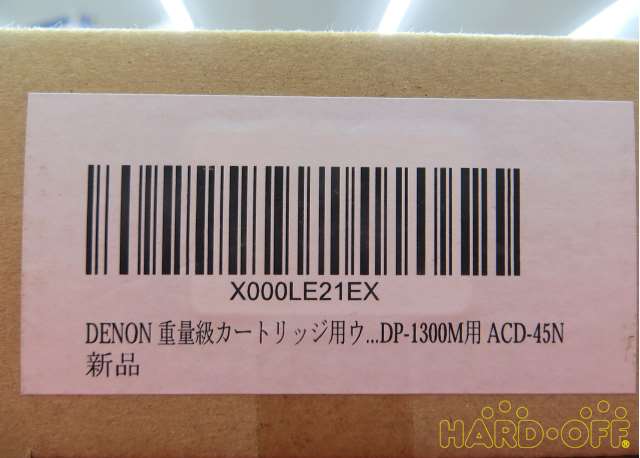 X000LE21EX
DENON 重量級カートリッジ用ウ...DP-1300M用 ACD-45N
新品
HARD·OFF